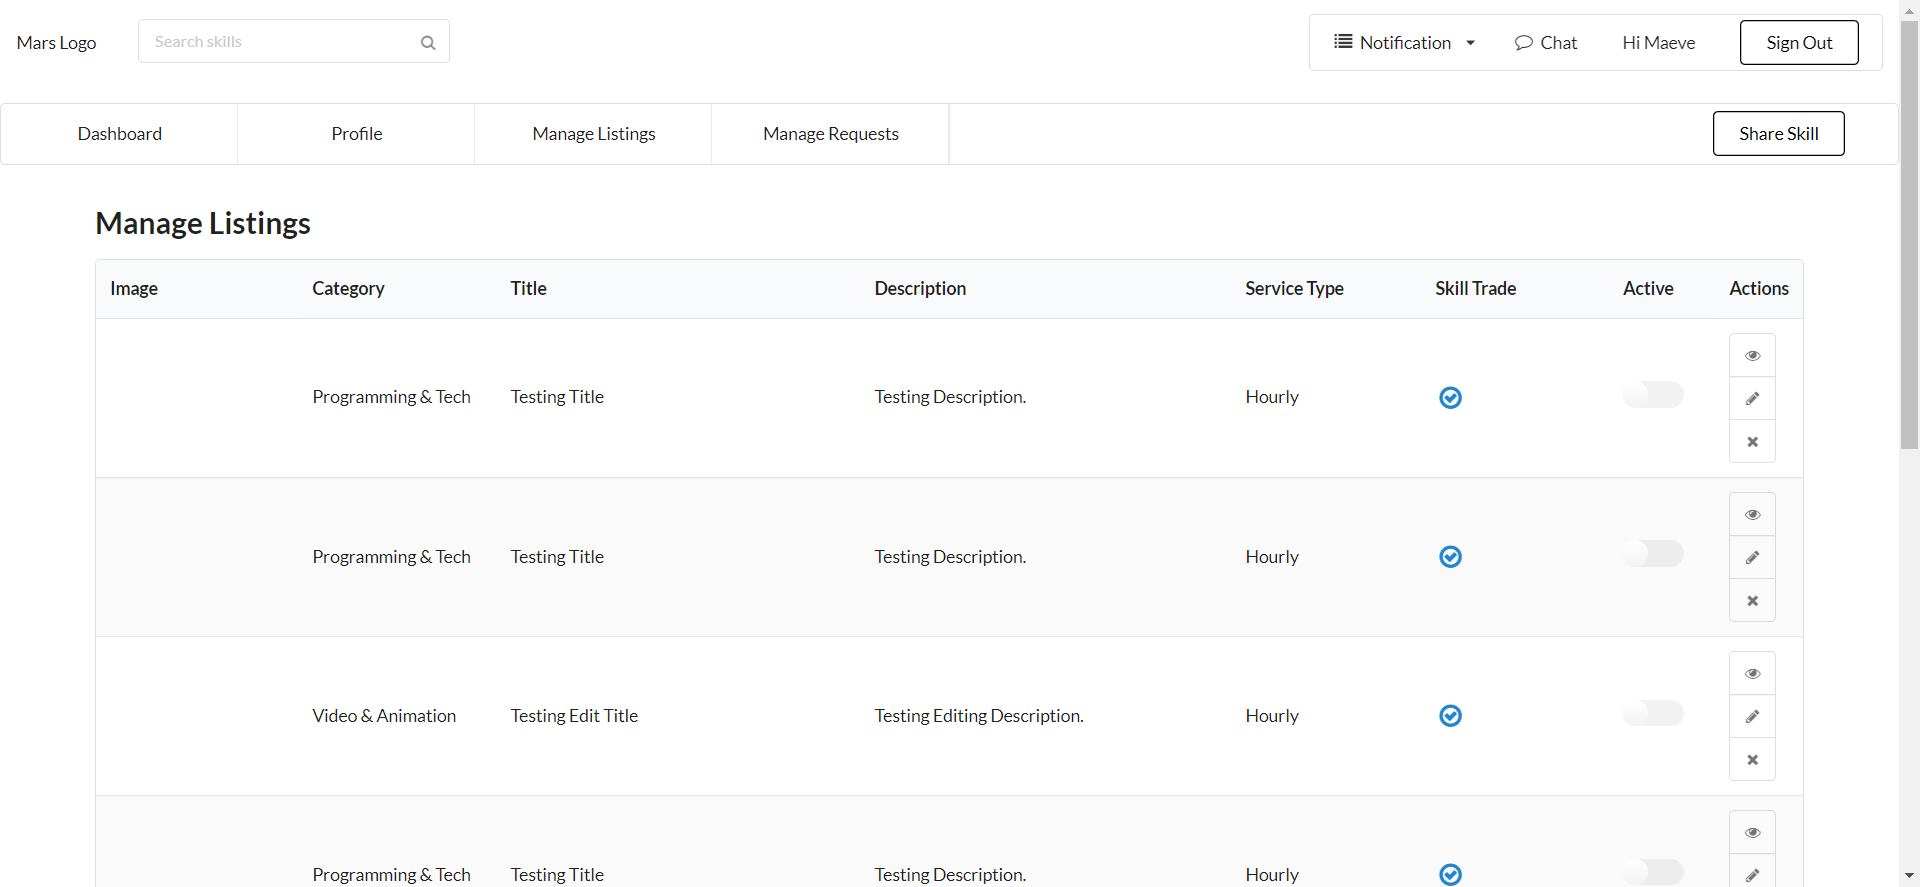 Mars Logo
Search skills
Notification
Chat
Hi Maeve
Sign Out
Dashboard
Profile
Manage Listings
Manage Requests
Share Skill
Manage Listings
Image Category Title Description Service Type Skill Trade Active Actions
Programming & Tech Testing Title Testing Description. Hourly
Programming & Tech Testing Title Testing Description. Hourly
Video & Animation Testing Edit Title Testing Editing Description. Hourly
Programming & Tech Testing Title Testing Description. Hourly